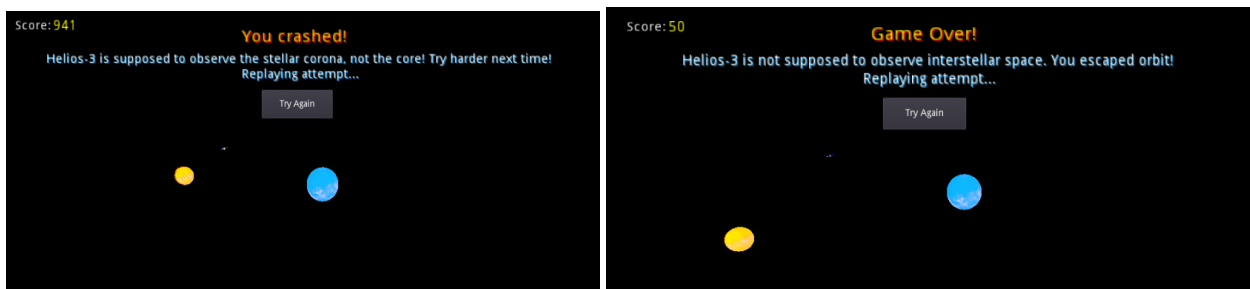 Score: 941
You crashed!
Helios-3 is supposed to observe the stellar corona, not the core! Try harder next time!
Replaying attempt...
Try Again
Score: 50
Game Over!
Helios-3 is not supposed to observe interstellar space. You escaped orbit!
Replaying attempt...
Try Again